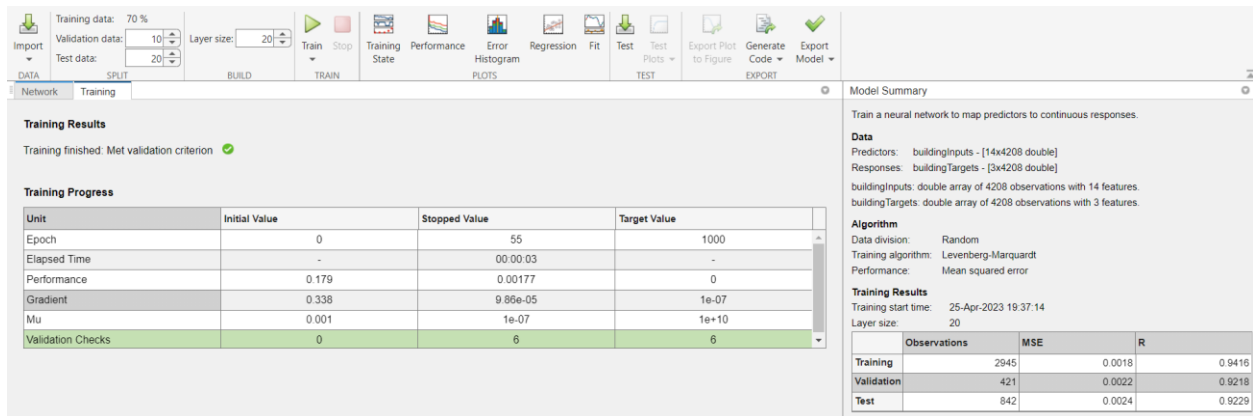 Training data: 70 %
Validation data: 10
Test data: 20
Layer size: 20
Import
Train Stop
Training State
Performance
Error Histogram
Regression
Fit
Test
Test Plots
Export Plot to Figure
Generate Code
Export Model
DATA SPLIT BUILD TRAIN PLOTS TEST EXPORT
Network Training
Training Results
Training finished: Met validation criterion
Training Progress
Unit Initial Value Stopped Value Target Value
Epoch 0 55 1000
Elapsed Time - 00:00:03 -
Performance 0.179 0.00177 0
Gradient 0.338 9.86e-05 1e-07
Mu 0.001 1e-07 1e+10
Validation Checks 0 6 6
Model Summary
Train a neural network to map predictors to continuous responses.
Data
Predictors: buildingInputs - [14x4208 double]
Responses: buildingTargets - [3x4208 double]
buildingInputs: double array of 4208 observations with 14 features.
buildingTargets: double array of 4208 observations with 3 features.
Algorithm
Data division: Random
Training algorithm: Levenberg-Marquardt
Performance: Mean squared error
Training Results
Training start time: 25-Apr-2023 19:37:14
Layer size: 20
Observations MSE R
Training 2945 0.0018 0.9416
Validation 421 0.0022 0.9218
Test 842 0.0024 0.9229